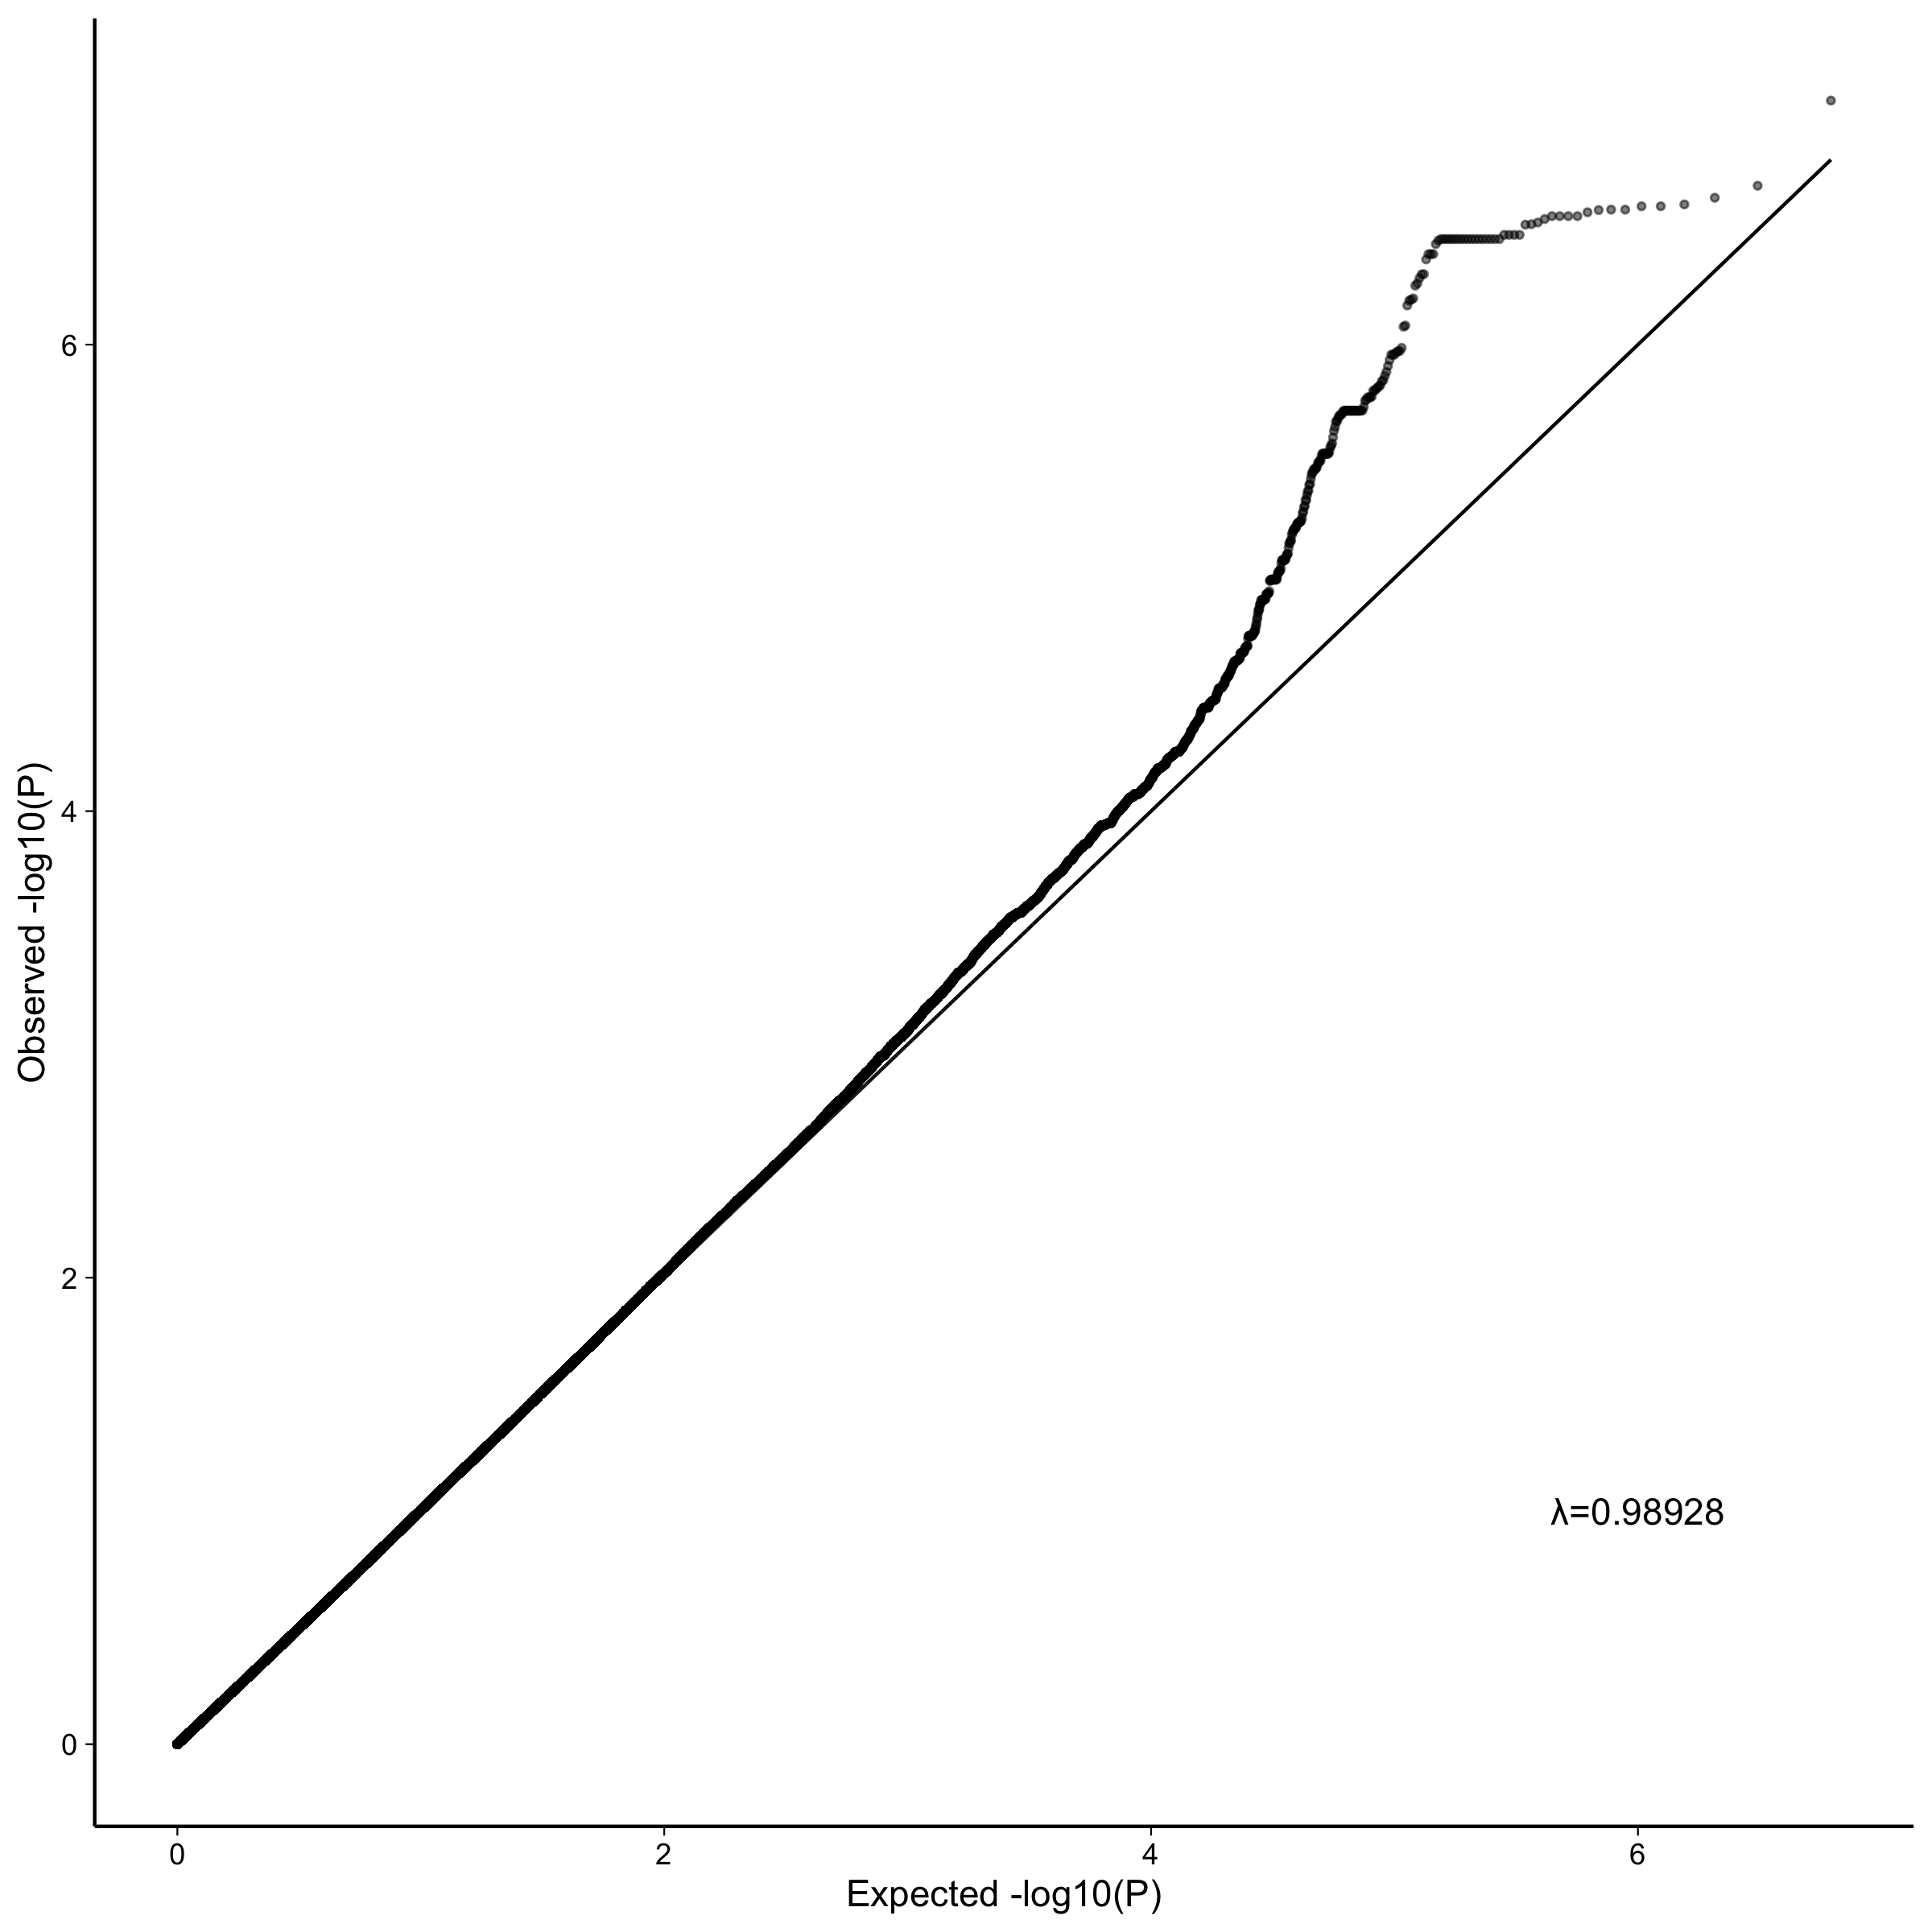 Observed -log10(P)
6
4
2
0
λ=0.98928
0 2 4 6
Expected -log10(P)